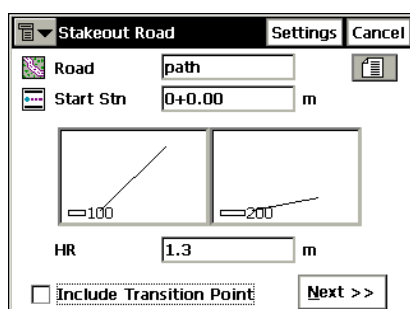 Stakeout Road Settings Cancel
Road path
Start Stn 0+0.00 m
100 200
HR 1.3 m
Include Transition Point Next >>